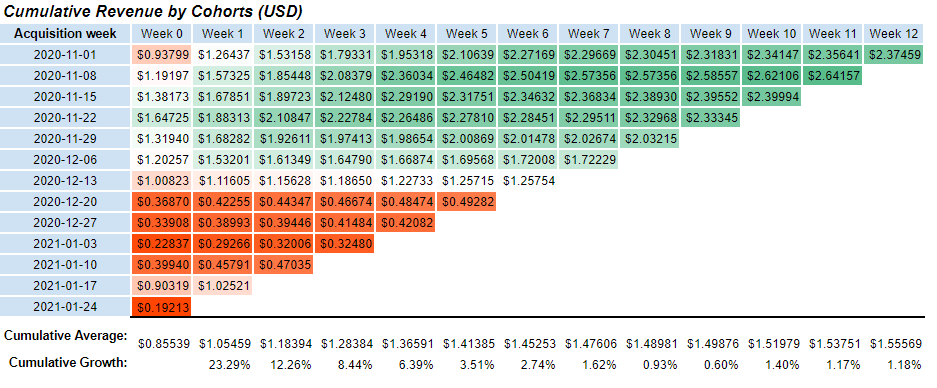 Cumulative Revenue by Cohorts (USD)
Acquisition week Week 0 Week 1 Week 2 Week 3 Week 4 Week 5 Week 6 Week 7 Week 8 Week 9 Week 10 Week 11 Week 12
2020-11-01 $0.93799 $1.26437 $1.53158 $1.79331 $1.95318 $2.10639 $2.27169 $2.29669 $2.30451 $2.31831 $2.34147 $2.35641 $2.37459
2020-11-08 $1.19197 $1.57325 $1.85448 $2.08379 $2.36034 $2.46482 $2.50419 $2.57356 $2.57356 $2.58557 $2.62106 $2.64157
2020-11-15 $1.38173 $1.67851 $1.89723 $2.12480 $2.29190 $2.31751 $2.34632 $2.36834 $2.38930 $2.39552 $2.39994
2020-11-22 $1.64725 $1.88313 $2.10847 $2.22784 $2.26486 $2.27810 $2.28451 $2.29511 $2.32968 $2.33345
2020-11-29 $1.31940 $1.68282 $1.92611 $1.97413 $1.98654 $2.00869 $2.01478 $2.02674 $2.03215
2020-12-06 $1.20257 $1.53201 $1.61349 $1.64790 $1.66874 $1.69568 $1.72008 $1.72229
2020-12-13 $1.00823 $1.16605 $1.15628 $1.18650 $1.22733 $1.25715 $1.25754
2020-12-20 $0.36870 $0.42255 $0.44347 $0.46674 $0.48474 $0.49282
2020-12-27 $0.33908 $0.38993 $0.39446 $0.41484 $0.42082
2021-01-03 $0.22837 $0.29266 $0.32006 $0.32480
2021-01-10 $0.39940 $0.45791 $0.47035
2021-01-17 $0.90319 $1.02521
2021-01-24 $0.19213
Cumulative Average: $0.85539 $1.05459 $1.18394 $1.28384 $1.36591 $1.41385 $1.45253 $1.47606 $1.48981 $1.49876 $1.51979 $1.53751 $1.55569
Cumulative Growth: 23.29% 12.26% 8.44% 6.39% 3.51% 2.74% 1.62% 0.93% 0.60% 1.40% 1.17% 1.18%